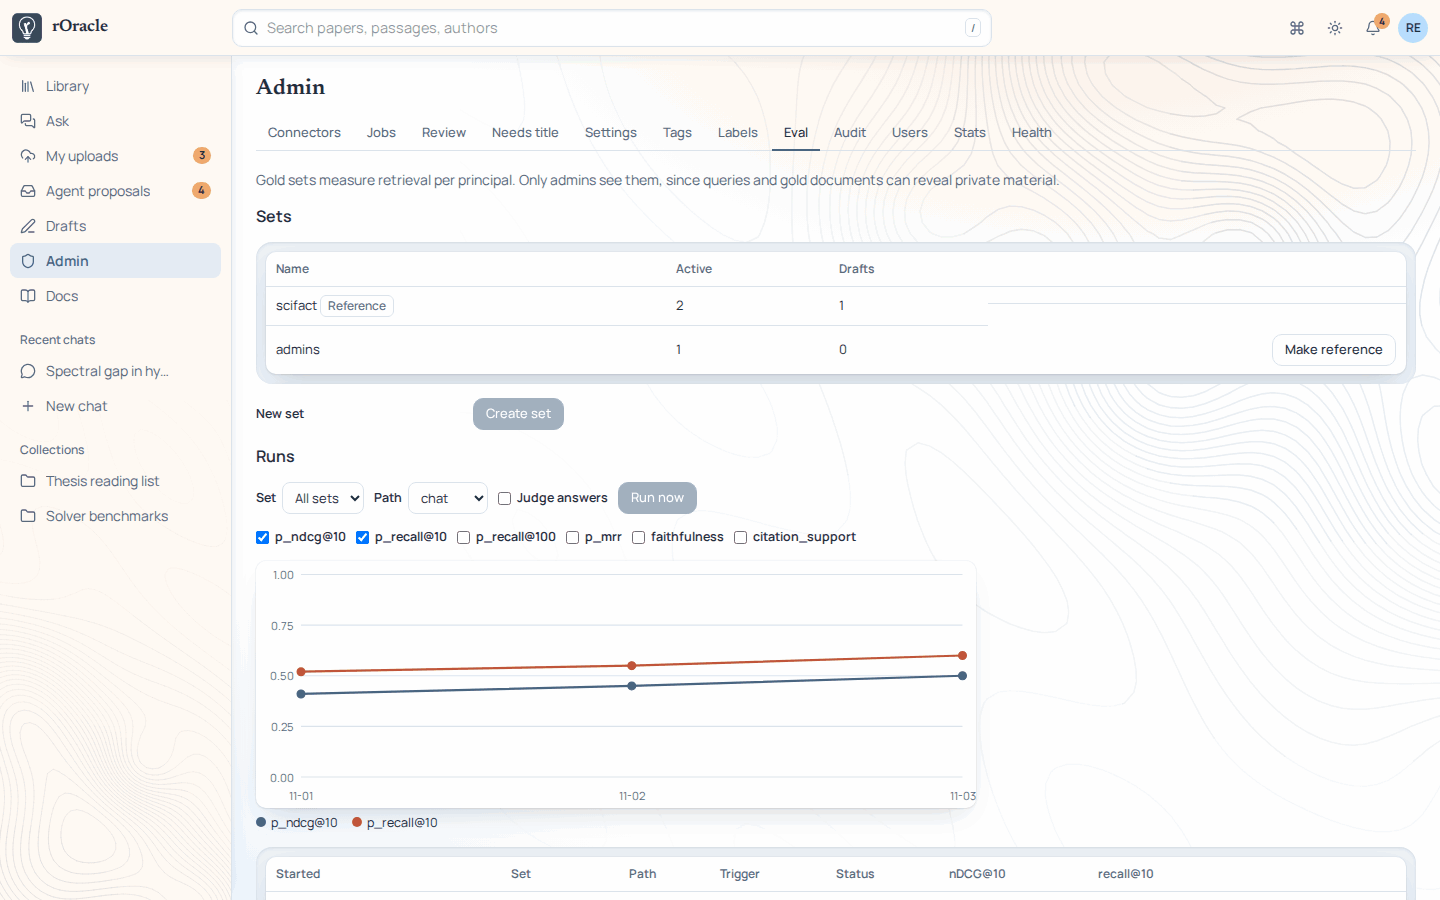 rOracle
Search papers, passages, authors /
4
RE
Library
Ask
My uploads 3
Agent proposals 4
Drafts
Admin
Docs
Recent chats
Spectral gap in hy...
New chat
Collections
Thesis reading list
Solver benchmarks
Admin
Connectors Jobs Review Needs title Settings Tags Labels Eval Audit Users Stats Health
Gold sets measure retrieval per principal. Only admins see them, since queries and gold documents can reveal private material.
Sets
Name Active Drafts
scifact Reference 2 1
admins 1 0 Make reference
New set Create set
Runs
Set All sets Path chat Judge answers Run now
p_ndcg@10 p_recall@10 p_recall@100 p_mrr faithfulness citation_support
1.00
0.75
0.50
0.25
0.00
11-01 11-02 11-03
p_ndcg@10 p_recall@10
Started Set Path Trigger Status nDCG@10 recall@10